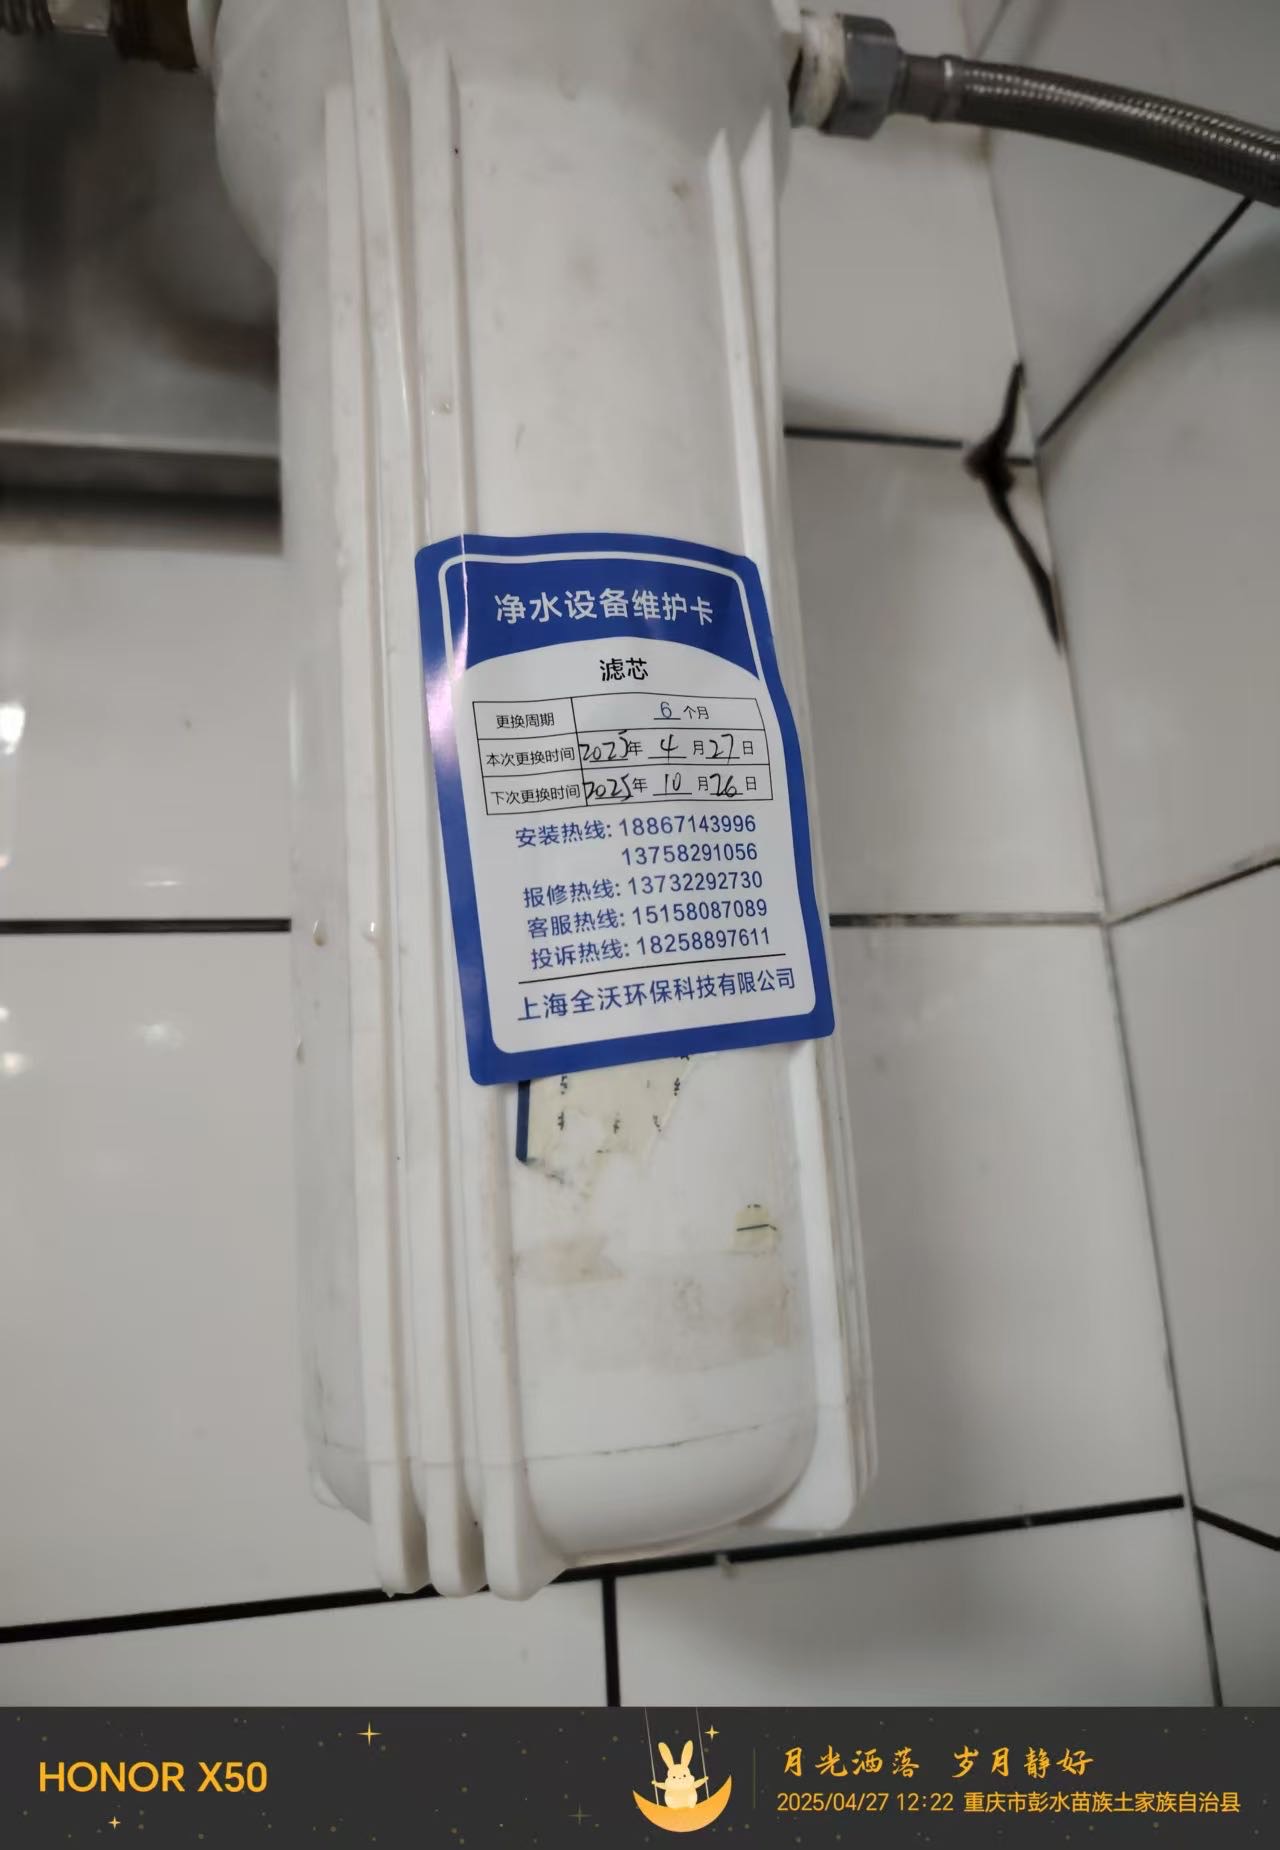 净水设备维护卡
滤芯
更换周期 6 个月
本次更换时间 2025年 4 月 27 日
下次更换时间 2025年 10 月 26 日
安装热线: 18867143996
13758291056
报修热线: 13732292730
客服热线: 15158087089
投诉热线: 18258897611
上海全沃环保科技有限公司
HONOR X50
月光洒落 岁月静好
2025/04/27 12:22 重庆市彭水苗族土家族自治县